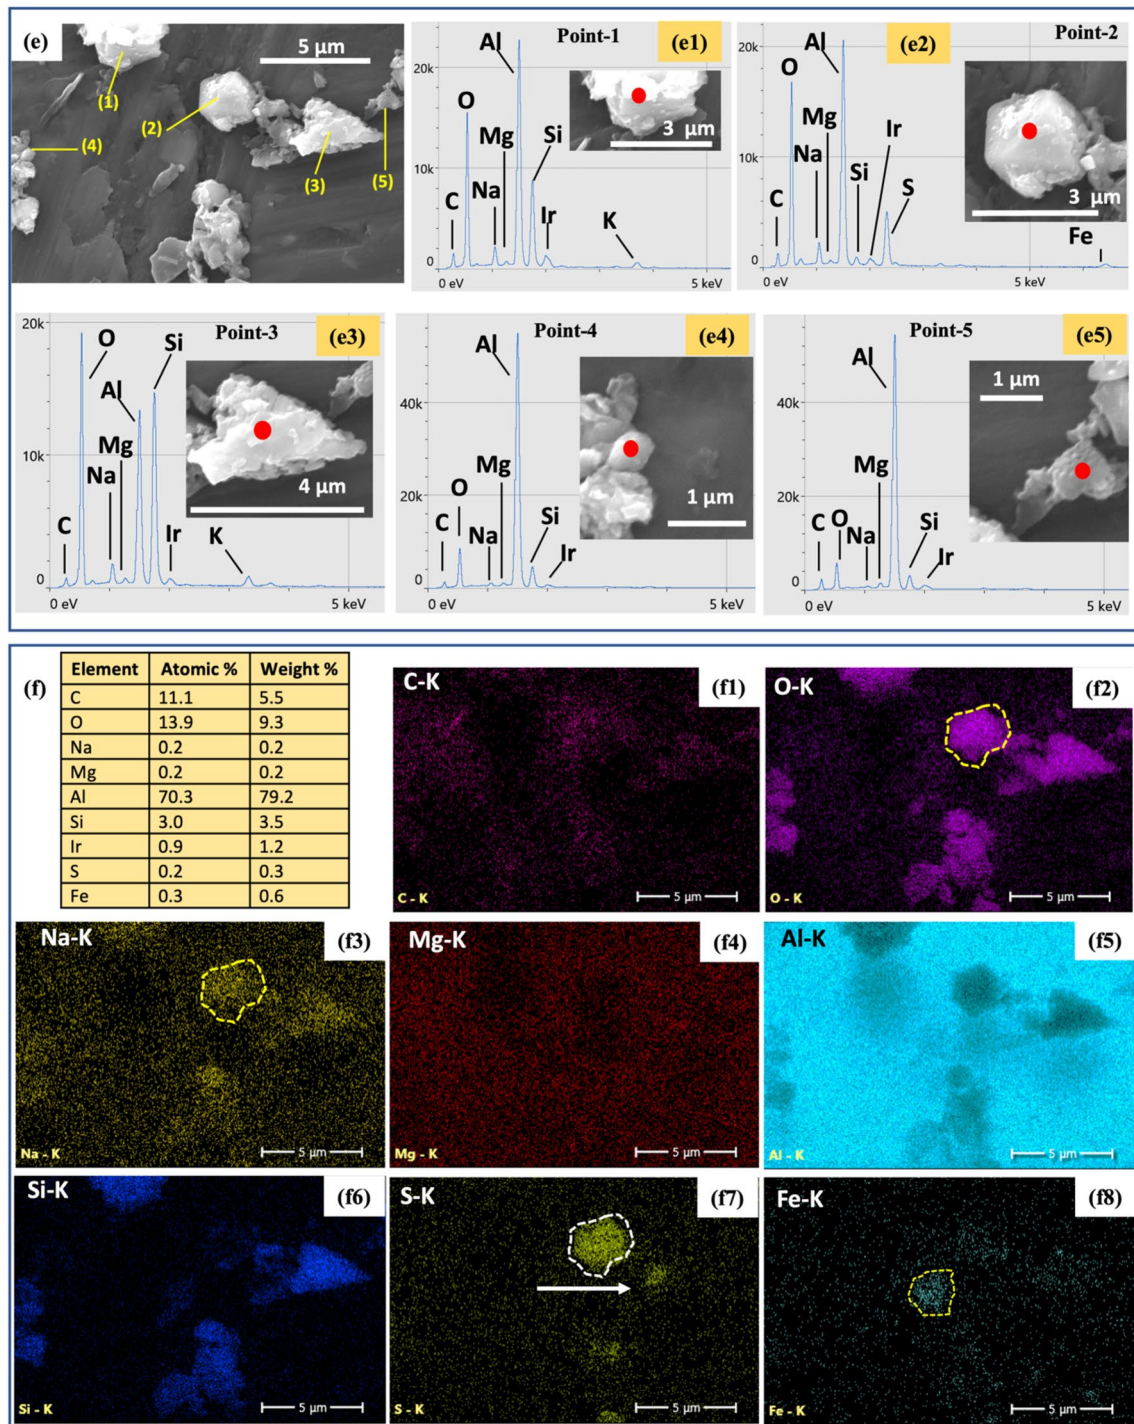 (e)
5 μm
(1)
(2)
(3)
(4)
(5)
Point-1
(e1)
20k
10k
0
Al
O
Mg
Si
Na
C
Ir
K
3 μm
0 eV
5 keV
Point-2
(e2)
20k
10k
0
Al
O
Mg
Ir
Na
Si
S
C
Fe
3 μm
0 eV
5 keV
Point-3
(e3)
20k
10k
0
O
Si
Al
Mg
Na
C
Ir
K
4 μm
0 eV
5 keV
Point-4
(e4)
40k
20k
0
Al
Mg
O
C
Na
Si
Ir
1 μm
0 eV
5 keV
Point-5
(e5)
40k
20k
0
Al
Mg
C
O
Na
Si
Ir
1 μm
0 eV
5 keV
(f)
Element Atomic % Weight %
C 11.1 5.5
O 13.9 9.3
Na 0.2 0.2
Mg 0.2 0.2
Al 70.3 79.2
Si 3.0 3.5
Ir 0.9 1.2
S 0.2 0.3
Fe 0.3 0.6
C-K
(f1)
C - K
5 μm
O-K
(f2)
O - K
5 μm
Na-K
(f3)
Na - K
5 μm
Mg-K
(f4)
Mg - K
5 μm
Al-K
(f5)
Al - K
5 μm
Si-K
(f6)
Si - K
5 μm
S-K
(f7)
S - K
5 μm
Fe-K
(f8)
Fe - K
5 μm